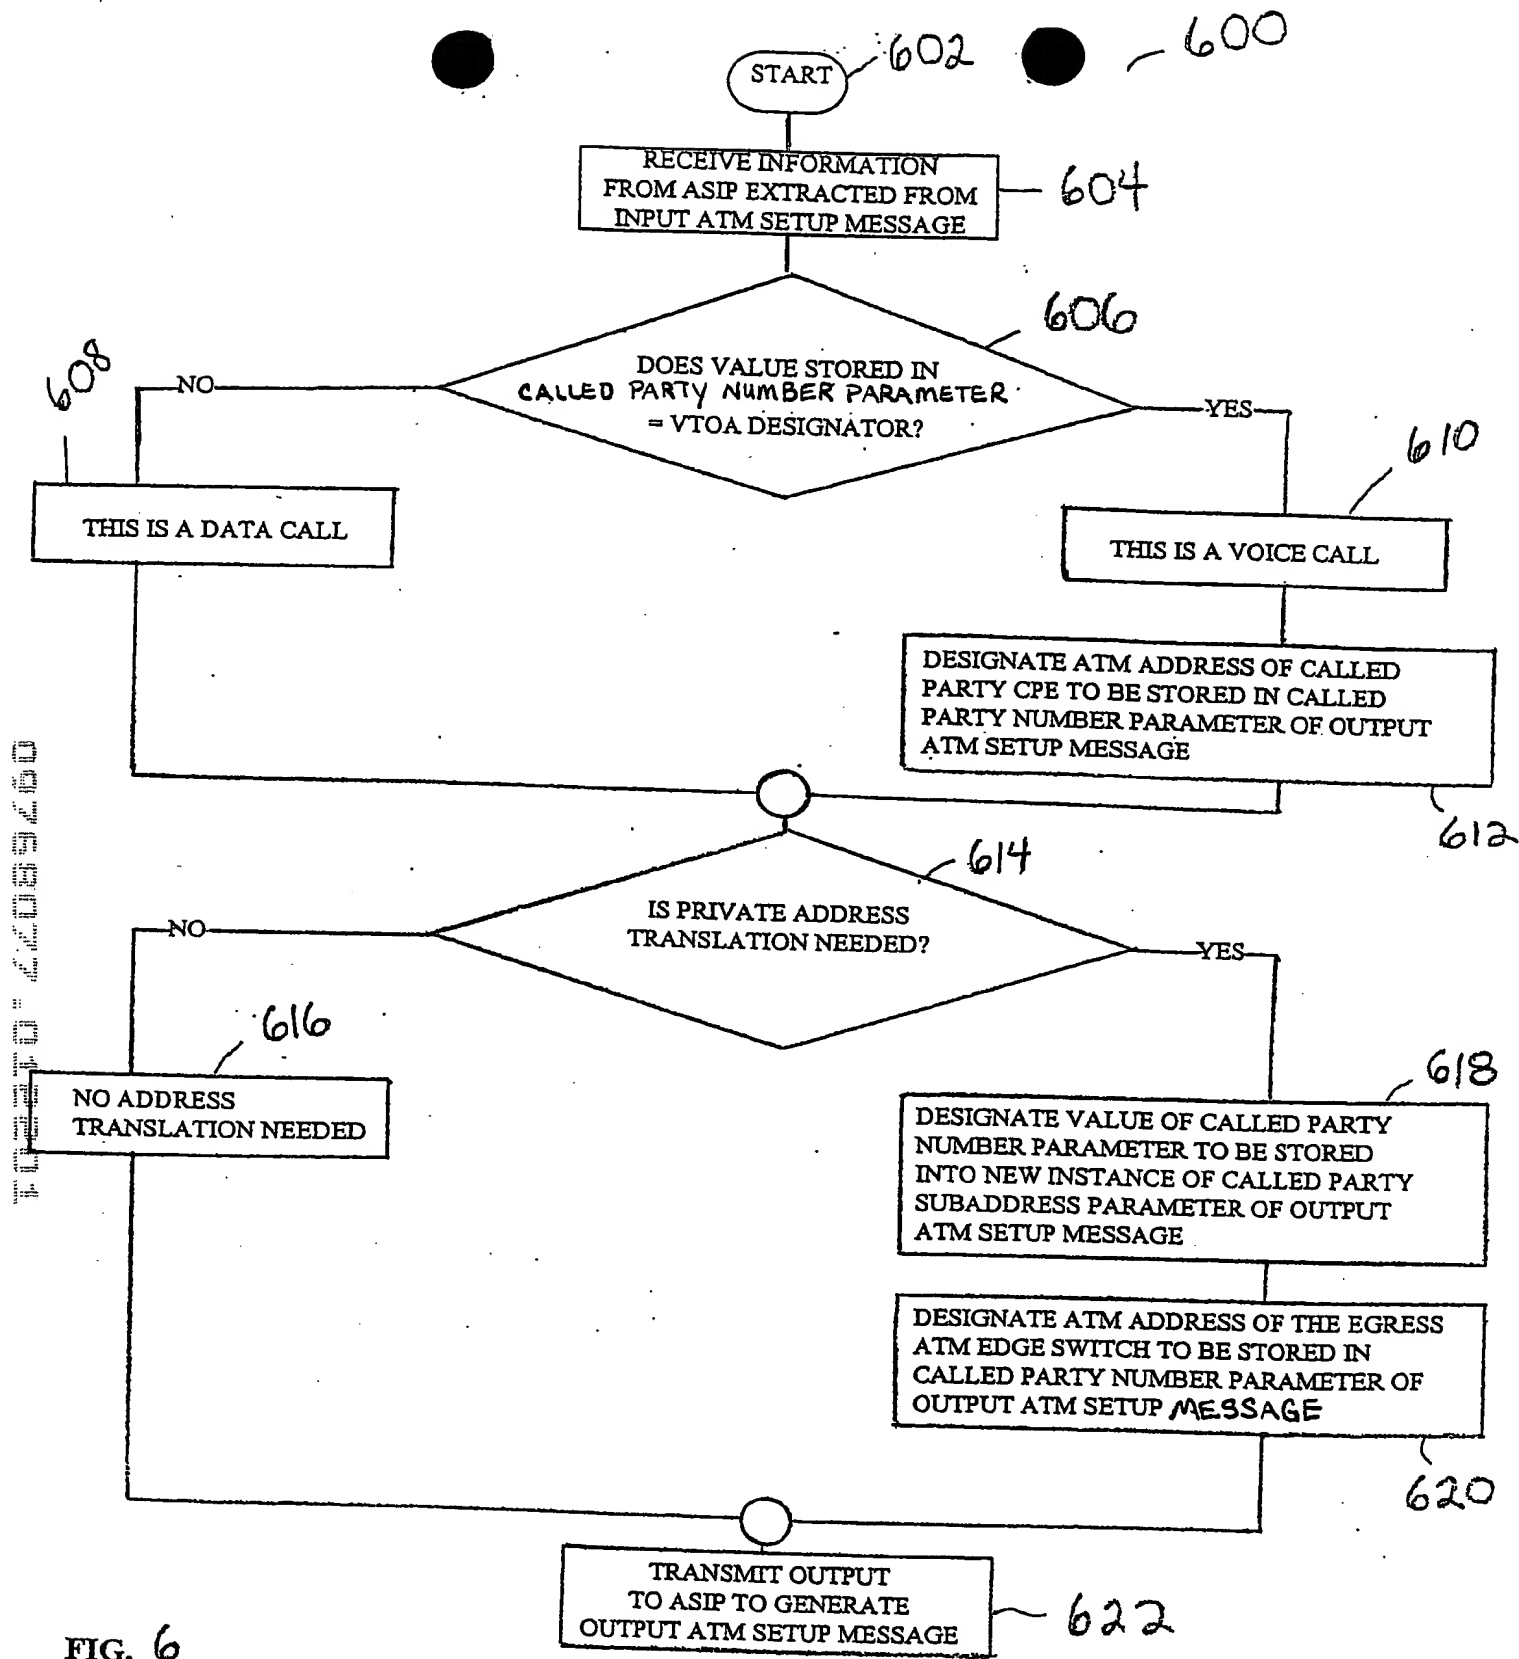 600
START
602
RECEIVE INFORMATION
FROM ASIP EXTRACTED FROM
INPUT ATM SETUP MESSAGE
604
606
DOES VALUE STORED IN
CALLED PARTY NUMBER PARAMETER
= VTOA DESIGNATOR?
NO
YES
608
THIS IS A DATA CALL
610
THIS IS A VOICE CALL
DESIGNATE ATM ADDRESS OF CALLED
PARTY CPE TO BE STORED IN CALLED
PARTY NUMBER PARAMETER OF OUTPUT
ATM SETUP MESSAGE
612
614
IS PRIVATE ADDRESS
TRANSLATION NEEDED?
NO
YES
616
NO ADDRESS
TRANSLATION NEEDED
618
DESIGNATE VALUE OF CALLED PARTY
NUMBER PARAMETER TO BE STORED
INTO NEW INSTANCE OF CALLED PARTY
SUBADDRESS PARAMETER OF OUTPUT
ATM SETUP MESSAGE
DESIGNATE ATM ADDRESS OF THE EGRESS
ATM EDGE SWITCH TO BE STORED IN
CALLED PARTY NUMBER PARAMETER OF
OUTPUT ATM SETUP MESSAGE
620
TRANSMIT OUTPUT
TO ASIP TO GENERATE
OUTPUT ATM SETUP MESSAGE
622
FIG. 6
09768077.012201